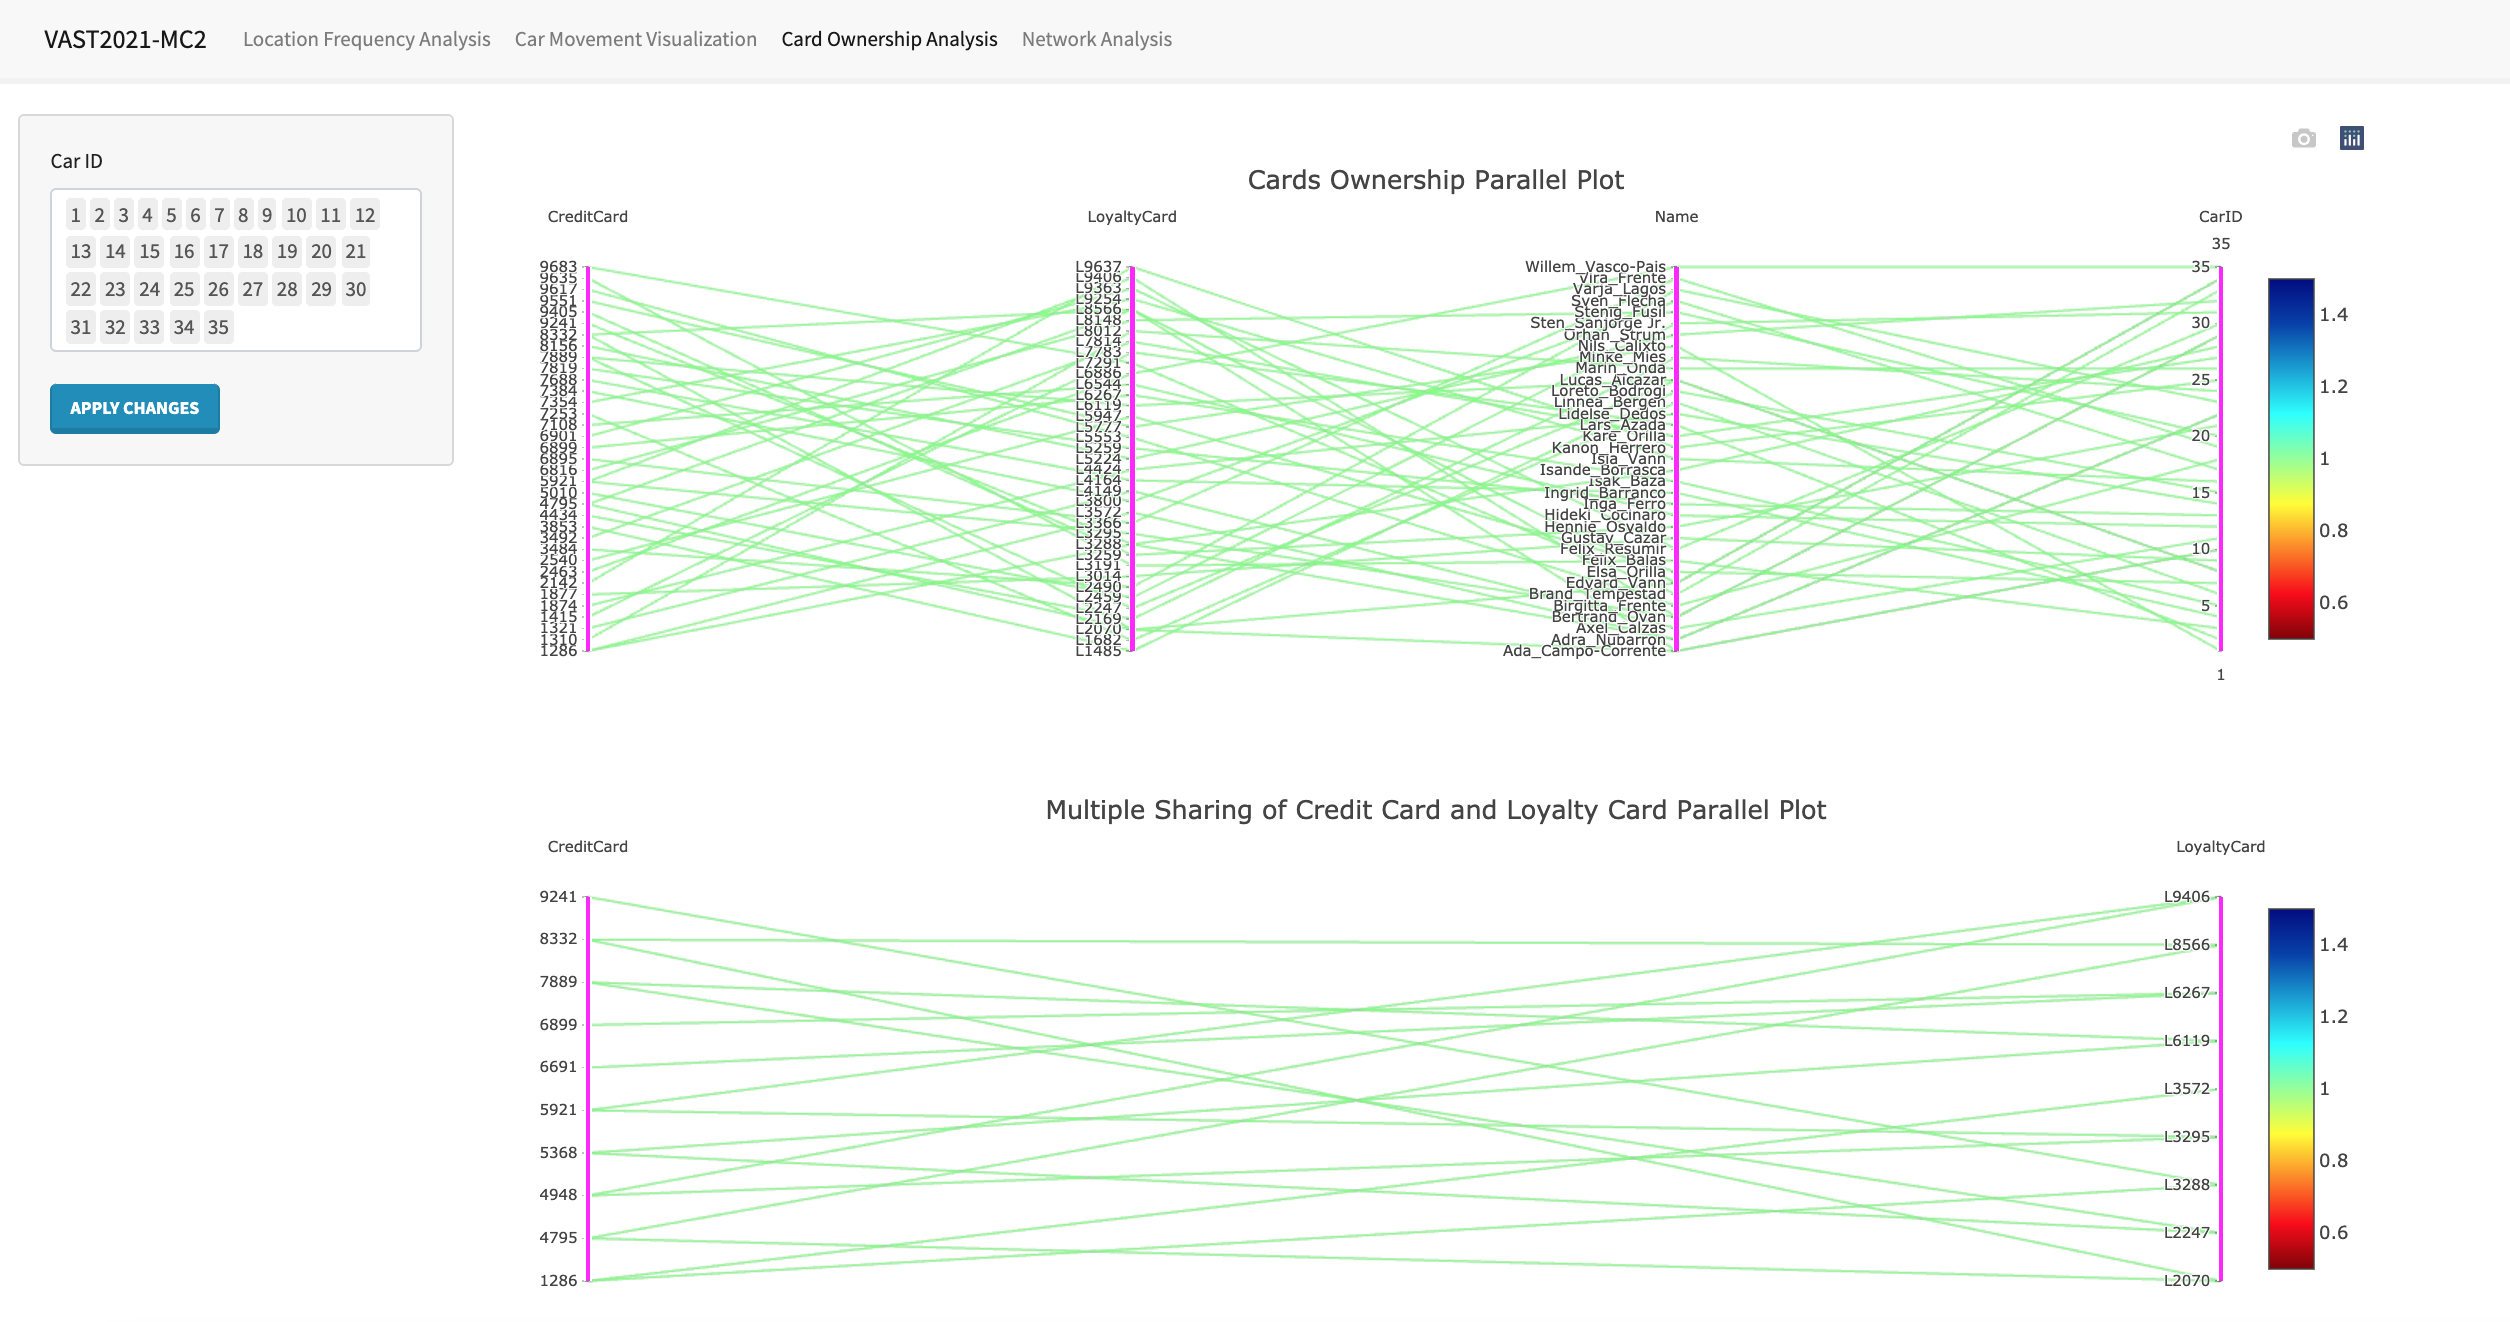 VAST2021-MC2 Location Frequency Analysis Car Movement Visualization Card Ownership Analysis Network Analysis
Car ID
1 2 3 4 5 6 7 8 9 10 11 12
13 14 15 16 17 18 19 20 21
22 23 24 25 26 27 28 29 30
31 32 33 34 35
APPLY CHANGES
Cards Ownership Parallel Plot
CreditCard
LoyaltyCard
Name
CarID
9683
9635
9617
9551
9405
9241
8332
8156
7889
7819
7688
7384
7354
7253
7108
6901
6899
6895
6816
5921
5010
4795
4434
3853
3492
3484
2540
2463
2142
1877
1874
1415
1321
1310
1286
L9637
L9406
L9363
L9254
L8566
L8148
L8012
L7814
L7783
L7291
L6886
L6544
L6267
L6119
L5947
L5777
L5553
L5259
L5224
L4424
L4164
L4149
L3800
L3572
L3366
L3295
L3288
L3259
L3191
L3014
L2490
L2459
L2247
L2169
L2070
L1682
L1485
Willem_Vasco-Pais
Vira_Frente
Varja_Lagos
Sven_Flecha
Stenig_Fusil
Sten_Sanjorge Jr.
Orhan_Strum
Nils_Calixto
Minke_Mies
Marin_Onda
Lucas_Alcazar
Loreto_Bodrogi
Linnea_Bergen
Lidelse_Dedos
Lars_Azada
Kare_Orilla
Kanon_Herrero
Isia_Vann
Isande_Borrasca
Isak_Baza
Ingrid_Barranco
Inga_Ferro
Hideki_Cocinaro
Hennie_Osvaldo
Gustav_Cazar
Felix_Resumir
Felix_Balas
Elsa_Orilla
Edvard_Vann
Brand_Tempestad
Birgitta_Frente
Bertrand_Ovan
Axel_Calzas
Adra_Nubarron
Ada_Campo-Corrente
35
35
30
25
20
15
10
5
1
1.4
1.2
1
0.8
0.6
Multiple Sharing of Credit Card and Loyalty Card Parallel Plot
CreditCard
LoyaltyCard
9241
8332
7889
6899
6691
5921
5368
4948
4795
1286
L9406
L8566
L6267
L6119
L3572
L3295
L3288
L2247
L2070
1.4
1.2
1
0.8
0.6